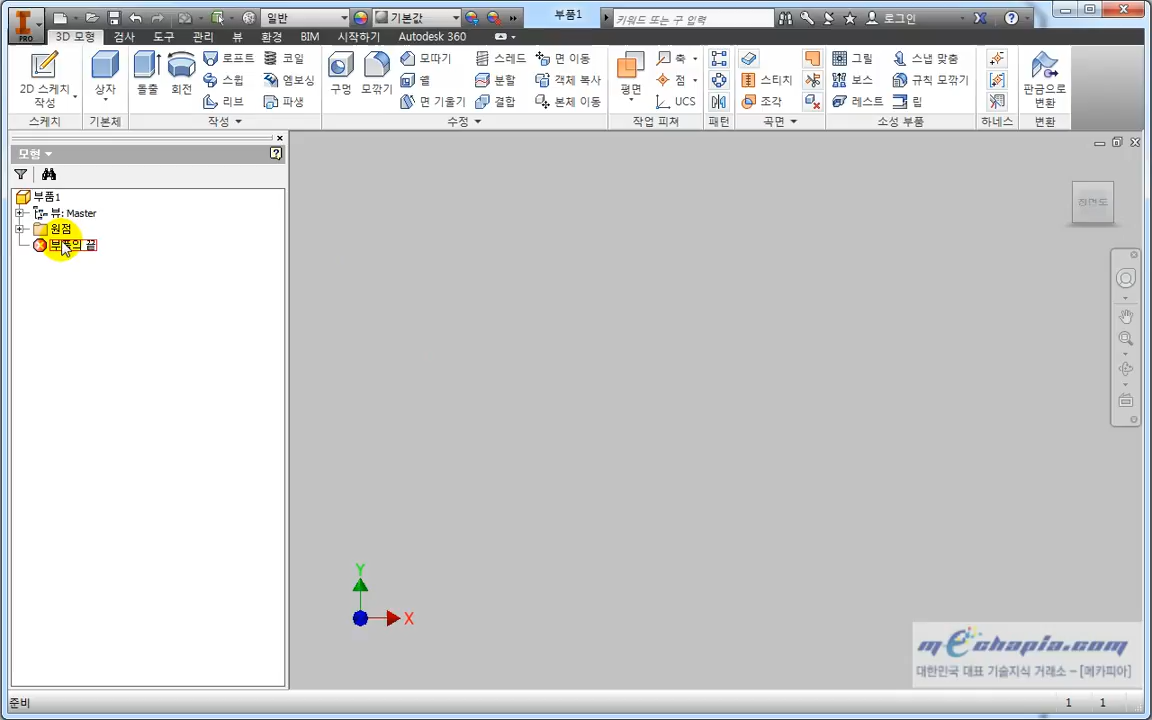 일반
기본값
부품1
키워드 또는 구 입력
로그인
PRO
3D 모형 검사 도구 관리 뷰 환경 BIM 시작하기 Autodesk 360
2D 스케치 작성
상자
돌출
회전
로프트
스윕
리브
코일
엠보싱
파생
구멍
모깎기
모따기
쉘
면 기울기
스레드
분할
결합
면 이동
객체 복사
본체 이동
평면
축
점
UCS
스티치
조각
그릴
보스
레스트
스냅 맞춤
규칙 모깎기
립
판금으로 변환
스케치 기본체 작성 수정 작업 피쳐 패턴 곡면 소성 부품 하네스 변환
모형
부품1
뷰: Master
원점
부품의 끝
정면도
Y
X
mechapia.com
대한민국 대표 기술지식 거래소 – [메카피아]
준비
1 1